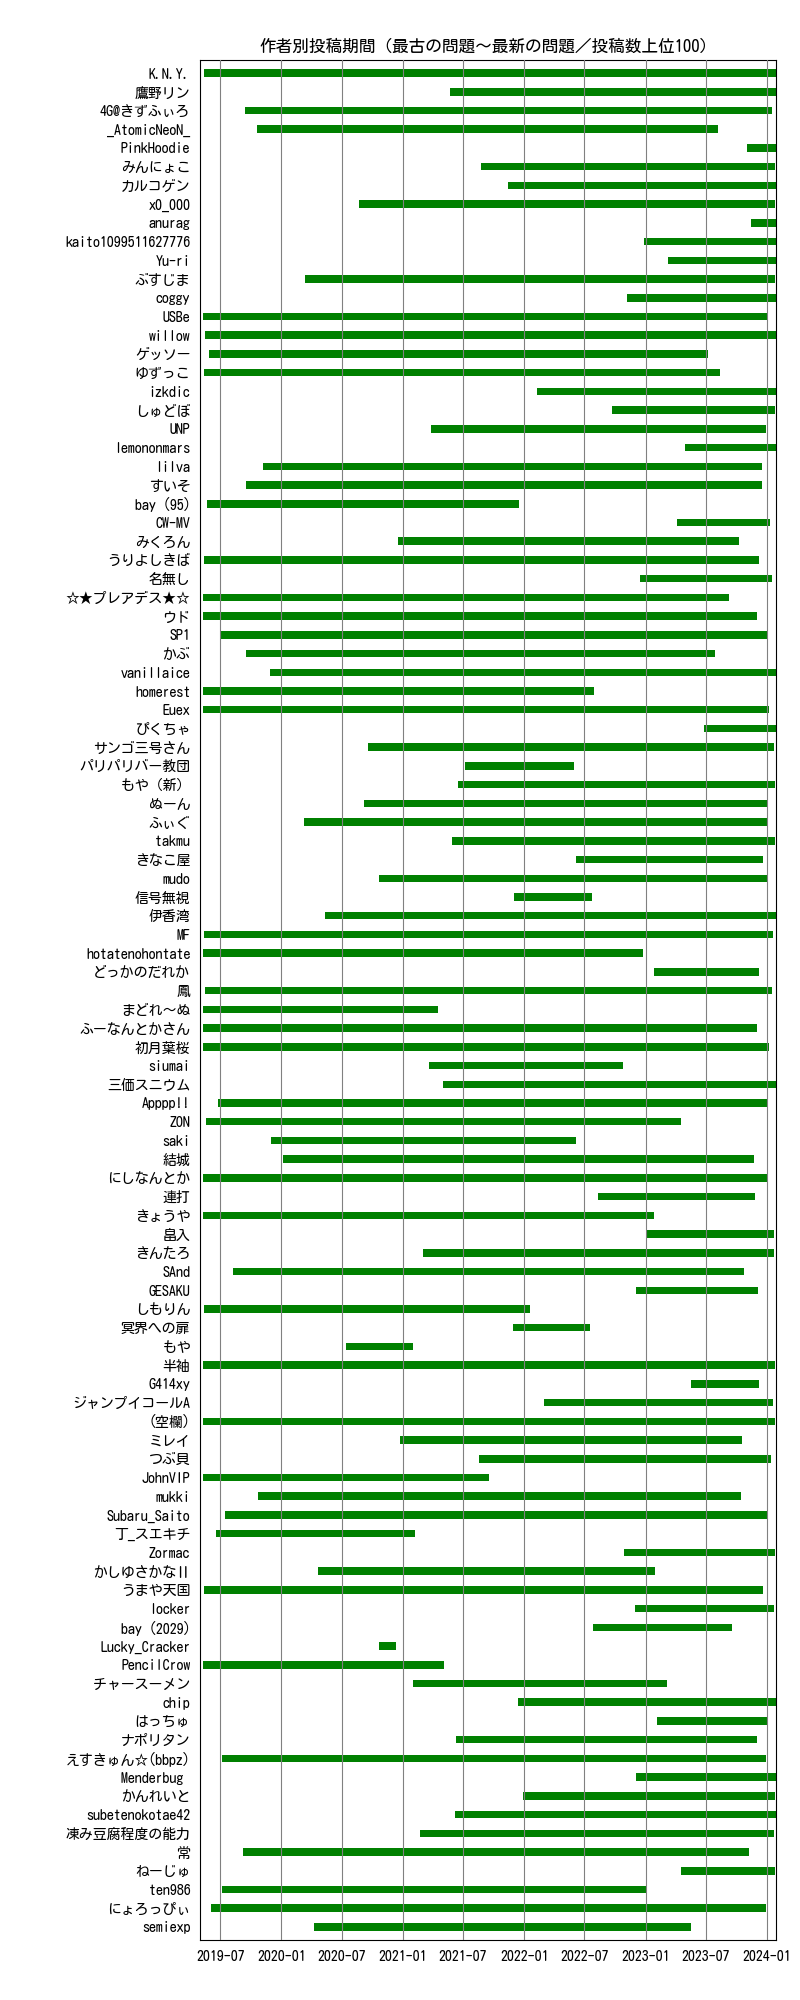 作者別投稿期間（最古の問題～最新の問題／投稿数上位100）
K.N.Y.
鷹野リン
4G@きずふぃろ
_AtomicNeoN_
PinkHoodie
みんにょこ
カルコゲン
x0_000
anurag
kaito1099511627776
Yu-ri
ぶすじま
coggy
USBe
willow
ゲッソー
ゆずっこ
izkdic
しゅどぼ
UNP
lemononmars
lilva
すいそ
bay (95)
CW-MV
みくろん
うりよしきば
名無し
☆★プレアデス★☆
ウド
SP1
かぶ
vanillaice
homerest
Euex
ぴくちゃ
サンゴ三号さん
パリパリバー教団
もや（新）
ぬーん
ふぃぐ
takmu
きなこ屋
mudo
信号無視
伊香湾
MF
hotatenohontate
どっかのだれか
鳳
まどれ～ぬ
ふーなんとかさん
初月葉桜
siumai
三価スニウム
Appppll
ZON
saki
結城
にしなんとか
連打
きょうや
畠入
きんたろ
SAnd
GESAKU
しもりん
冥界への扉
もや
半袖
G414xy
ジャンプイコールA
(空欄)
ミレイ
つぶ貝
JohnVIP
mukki
Subaru_Saito
丁_スエキチ
Zormac
かしゆさかなII
うまや天国
locker
bay (2029)
Lucky_Cracker
PencilCrow
チャースーメン
chip
はっちゅ
ナポリタン
えすきゅん☆(bbpz)
Menderbug
かんれいと
subetenokotae42
凍み豆腐程度の能力
常
ねーじゅ
ten986
にょろっぴぃ
semiexp
2019-07 2020-01 2020-07 2021-01 2021-07 2022-01 2022-07 2023-01 2023-07 2024-01